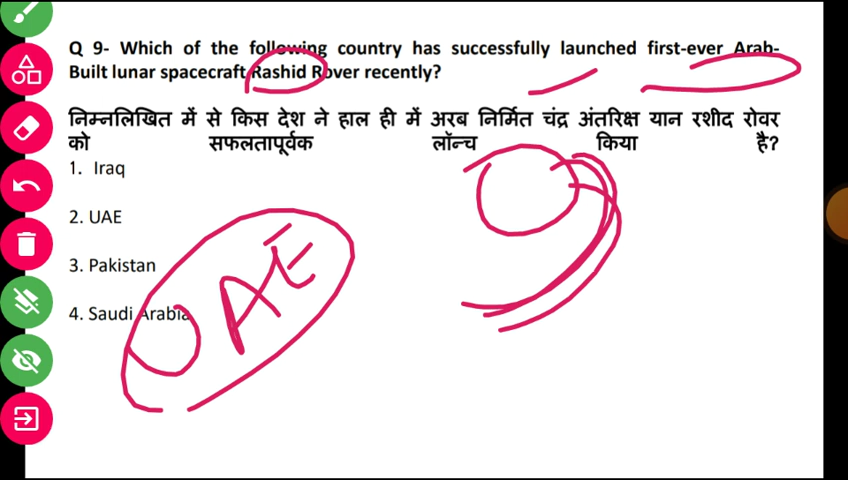 Q 9- Which of the following country has successfully launched first-ever Arab-
Built lunar spacecraft Rashid Rover recently?
निम्नलिखित में से किस देश ने हाल ही में अरब निर्मित चंद्र अंतरिक्ष यान रशीद रोवर
को सफलतापूर्वक लॉन्च किया है?
1. Iraq
2. UAE
3. Pakistan
4. Saudi Arabia
UAE